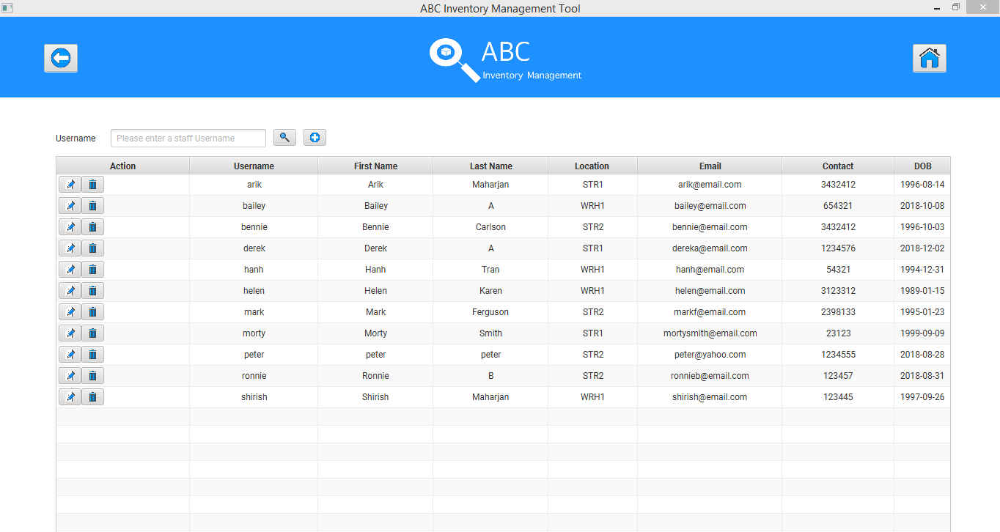 ABC Inventory Management Tool
ABC
Inventory Management
Username Please enter a staff Username
Action Username First Name Last Name Location Email Contact DOB
arik Arik Maharjan STR1 arik@email.com 3432412 1996-08-14
bailey Bailey A WRH1 bailey@email.com 654321 2018-10-08
bennie Bennie Carlson STR2 bennie@email.com 3432412 1996-10-03
derek Derek A STR1 dereka@email.com 1234576 2018-12-02
hanh Hanh Tran WRH1 hanh@email.com 54321 1994-12-31
helen Helen Karen WRH1 helen@email.com 3123312 1989-01-15
mark Mark Ferguson STR2 markf@email.com 2398133 1995-01-23
morty Morty Smith STR1 mortysmith@email.com 23123 1999-09-09
peter peter peter STR2 peter@yahoo.com 1234555 2018-08-28
ronnie Ronnie B STR2 ronnieb@email.com 123457 2018-08-31
shirish Shirish Maharjan WRH1 shirish@email.com 123445 1997-09-26